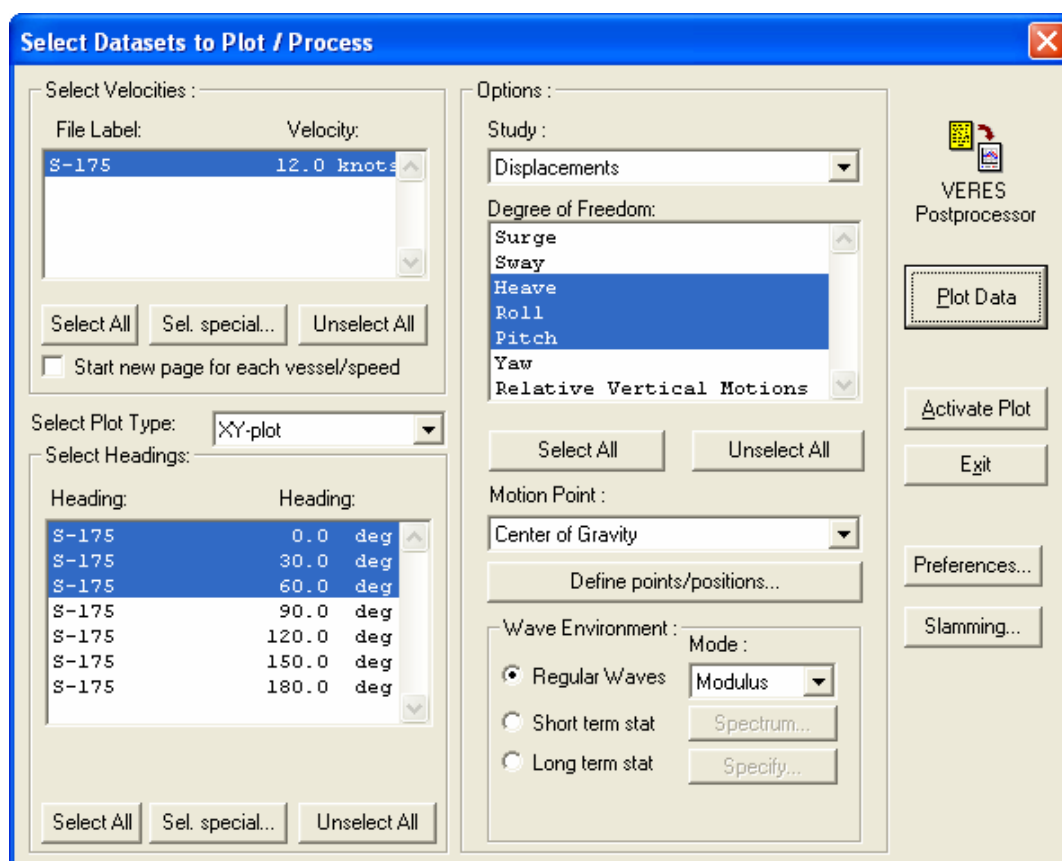 Select Datasets to Plot / Process
Select Velocities :
File Label: Velocity:
S-175 12.0 knots
Select All Sel. special... Unselect All
Start new page for each vessel/speed
Select Plot Type: XY-plot
Select Headings:
Heading: Heading:
S-175 0.0 deg
S-175 30.0 deg
S-175 60.0 deg
S-175 90.0 deg
S-175 120.0 deg
S-175 150.0 deg
S-175 180.0 deg
Select All Sel. special... Unselect All
Options :
Study :
Displacements
Degree of Freedom:
Surge
Sway
Heave
Roll
Pitch
Yaw
Relative Vertical Motions
Select All Unselect All
Motion Point :
Center of Gravity
Define points/positions...
Wave Environment :
Mode :
Regular Waves Modulus
Short term stat Spectrum...
Long term stat Specify...
VERES
Postprocessor
Plot Data
Activate Plot
Exit
Preferences...
Slamming...